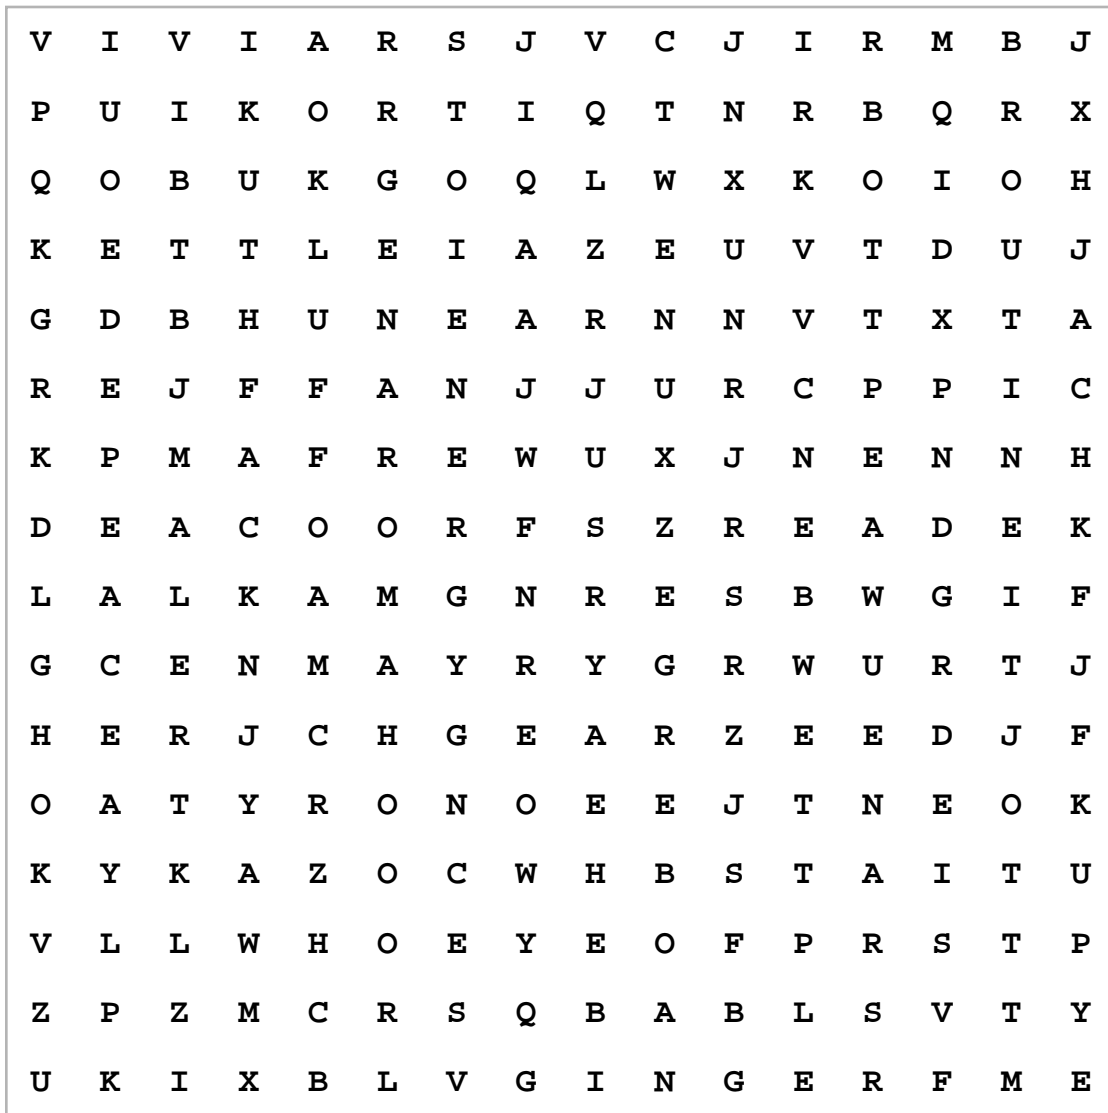 V I V I A R S J V C J I R M B J
P U I K O R T I Q T N R B Q R X
Q O B U K G O Q L W X K O I O H
K E T T L E I A Z E U V T D U J
G D B H U N E A R N N V T X T A
R E J F F A N J J U R C P P I C
K P M A F R E W U X J N E N N H
D E A C O O R F S Z R E A D E K
L A L K A M G N R E S B W G I F
G C E N M A Y R Y G R W U R T J
H E R J C H G E A R Z E E D J F
O A T Y R O N O E E J T N E O K
K Y K A Z O C W H B S T A I T U
V L L W H O E Y E O F P R S T P
Z P Z M C R S Q B A B L S V T Y
U K I X B L V G I N G E R F M E